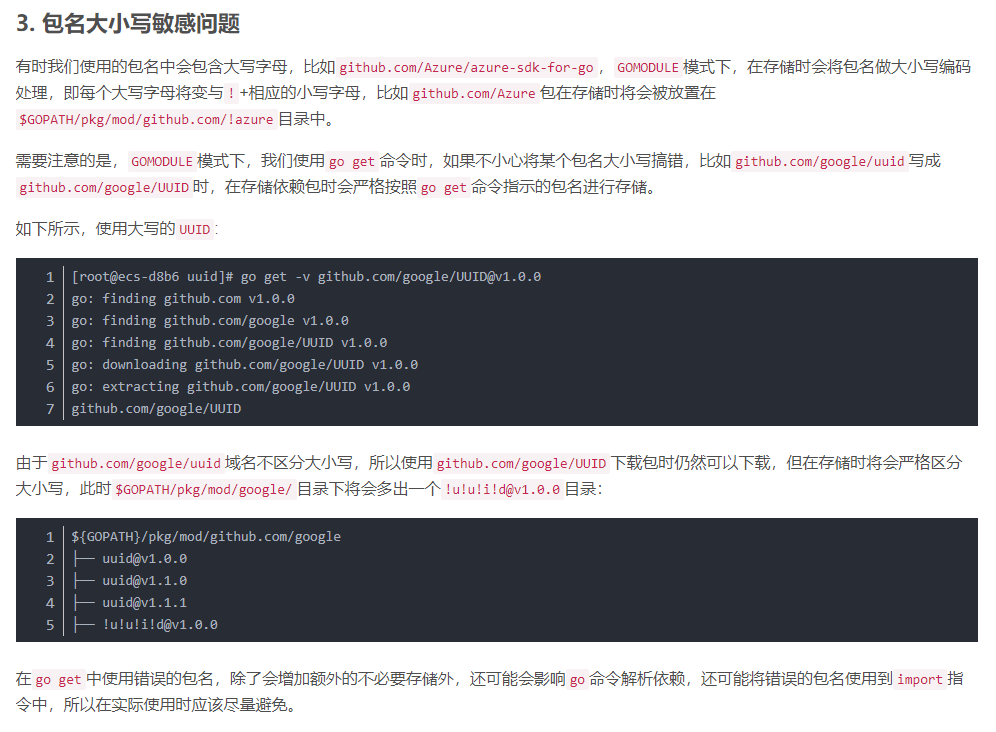 3. 包名大小写敏感问题
有时我们使用的包名中会包含大写字母，比如 github.com/Azure/azure-sdk-for-go ， GOMODULE 模式下，在存储时会将包名做大小写编码
处理，即每个大写字母将变与 ! +相应的小写字母，比如 github.com/Azure 包在存储时将会被放置在
$GOPATH/pkg/mod/github.com/!azure 目录中。
需要注意的是， GOMODULE 模式下，我们使用 go get 命令时，如果不小心将某个包名大小写搞错，比如 github.com/google/uuid 写成
github.com/google/UUID 时，在存储依赖包时会严格按照 go get 命令指示的包名进行存储。
如下所示，使用大写的 UUID :
1 [root@ecs-d8b6 uuid]# go get -v github.com/google/UUID@v1.0.0
2 go: finding github.com v1.0.0
3 go: finding github.com/google v1.0.0
4 go: finding github.com/google/UUID v1.0.0
5 go: downloading github.com/google/UUID v1.0.0
6 go: extracting github.com/google/UUID v1.0.0
7 github.com/google/UUID
由于 github.com/google/uuid 域名不区分大小写，所以使用 github.com/google/UUID 下载包时仍然可以下载，但在存储时将会严格区分
大小写，此时 $GOPATH/pkg/mod/google/ 目录下将会多出一个 !u!u!i!d@v1.0.0 目录：
1 ${GOPATH}/pkg/mod/github.com/google
2 ├── uuid@v1.0.0
3 ├── uuid@v1.1.0
4 ├── uuid@v1.1.1
5 ├── !u!u!i!d@v1.0.0
在 go get 中使用错误的包名，除了会增加额外的不必要存储外，还可能会影响 go 命令解析依赖，还可能将错误的包名使用到 import 指
令中，所以在实际使用时应该尽量避免。